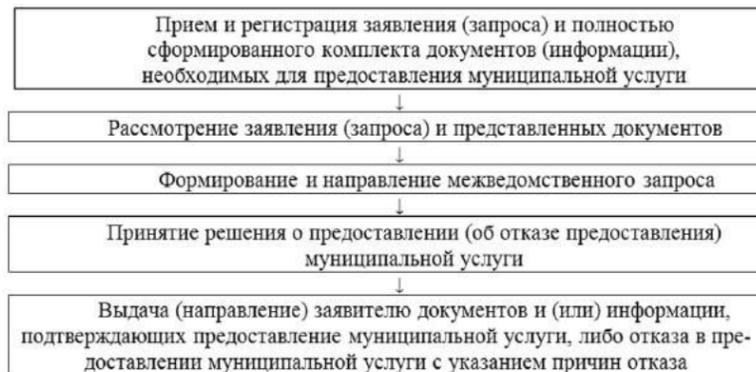 Прием и регистрация заявления (запроса) и полностью
сформированного комплекта документов (информации),
необходимых для предоставления муниципальной услуги
↓
Рассмотрение заявления (запроса) и представленных документов
↓
Формирование и направление межведомственного запроса
↓
Принятие решения о предоставлении (об отказе предоставления)
муниципальной услуги
↓
Выдача (направление) заявителю документов и (или) информации,
подтверждающих предоставление муниципальной услуги, либо отказа в пре-
доставлении муниципальной услуги с указанием причин отказа